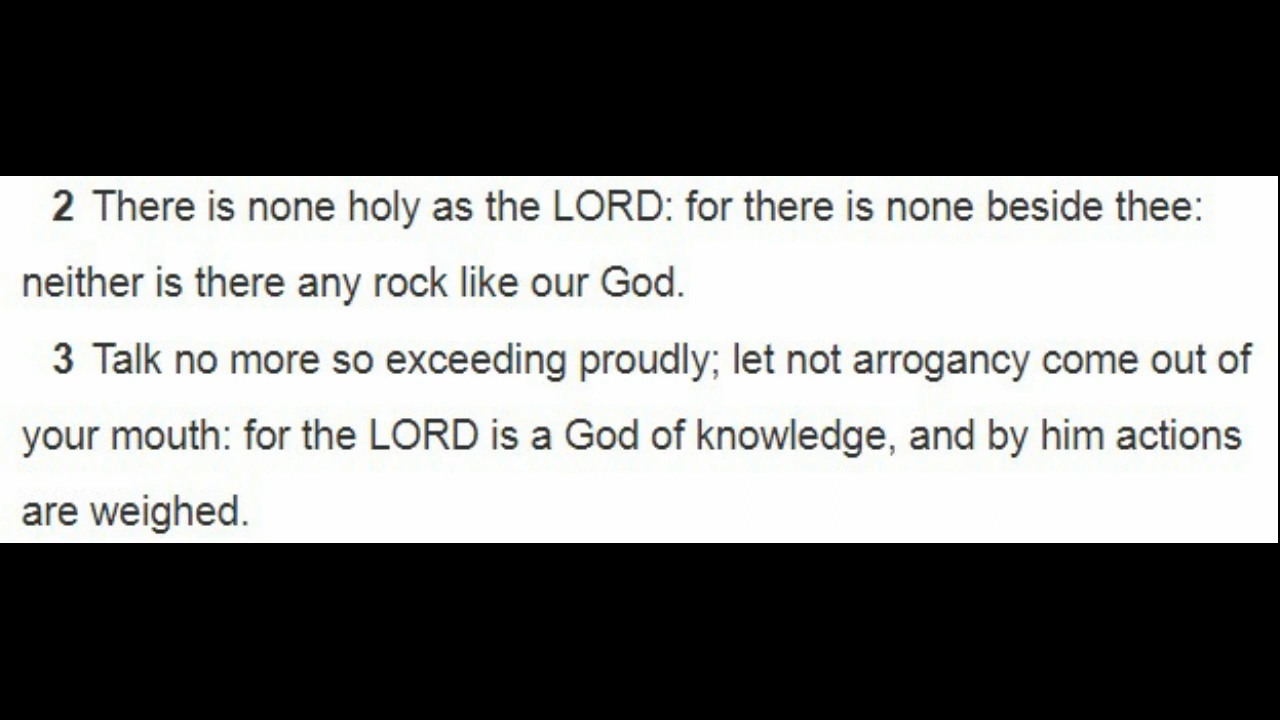 2 There is none holy as the LORD: for there is none beside thee:
neither is there any rock like our God.
3 Talk no more so exceeding proudly; let not arrogancy come out of
your mouth: for the LORD is a God of knowledge, and by him actions
are weighed.